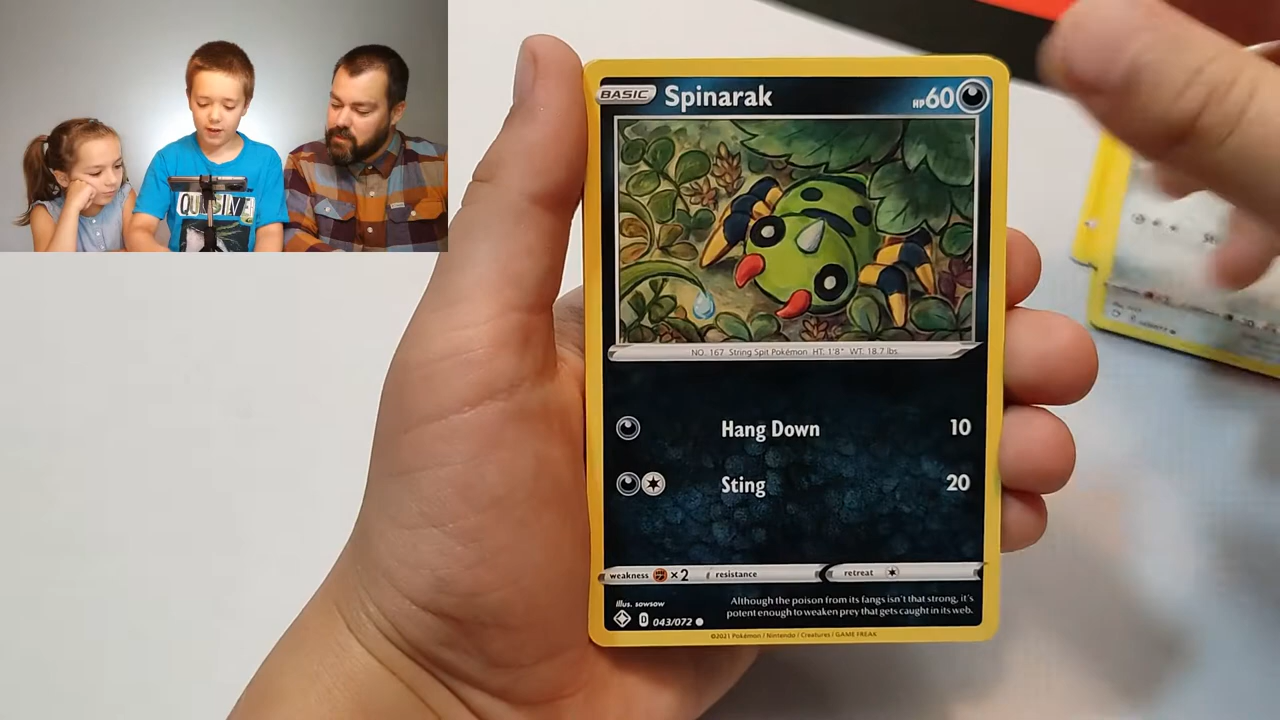 BASIC Spinarak HP60
NO. 167 String Spit Pokémon HT: 1'8" WT: 18.7 lbs
Hang Down 10
Sting 20
weakness ×2 resistance retreat
Illus. sowsow
Although the poison from its fangs isn't that strong, it's
potent enough to weaken prey that gets caught in its web.
D 043/072
©2021 Pokémon / Nintendo / Creatures / GAME FREAK